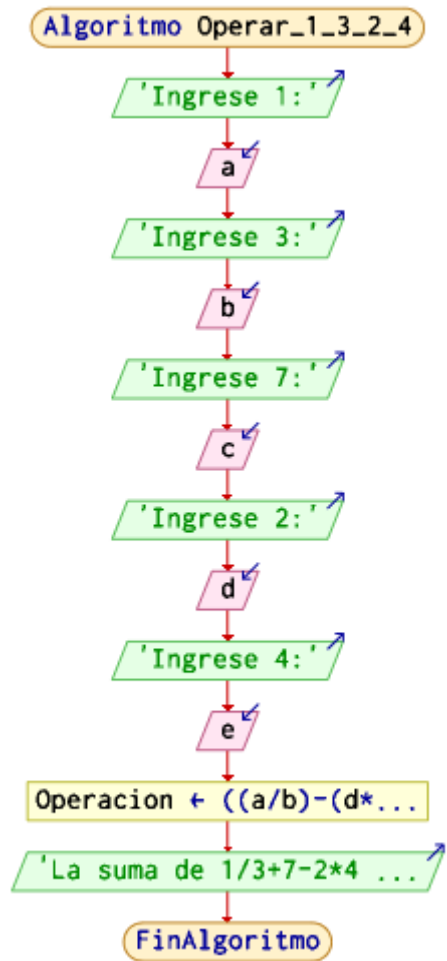 Algoritmo Operar_1_3_2_4
'Ingrese 1:'
a
'Ingrese 3:'
b
'Ingrese 7:'
c
'Ingrese 2:'
d
'Ingrese 4:'
e
Operacion ← ((a/b)-(d*...
'La suma de 1/3+7-2*4 ...
FinAlgoritmo